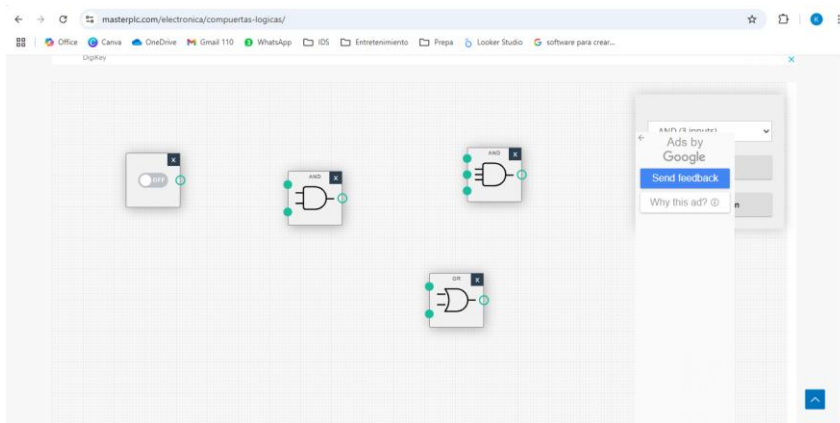 masterplc.com/electronica/compuertas-logicas/
Office Canva OneDrive Gmail 110 WhatsApp IDS Entretenimiento Prepa Looker Studio software para crear...
DigiKey
X
OFF
AND X
AND X
OR X
AND (3 inputs)
Ads by
Google
Send feedback
Why this ad?
n
K